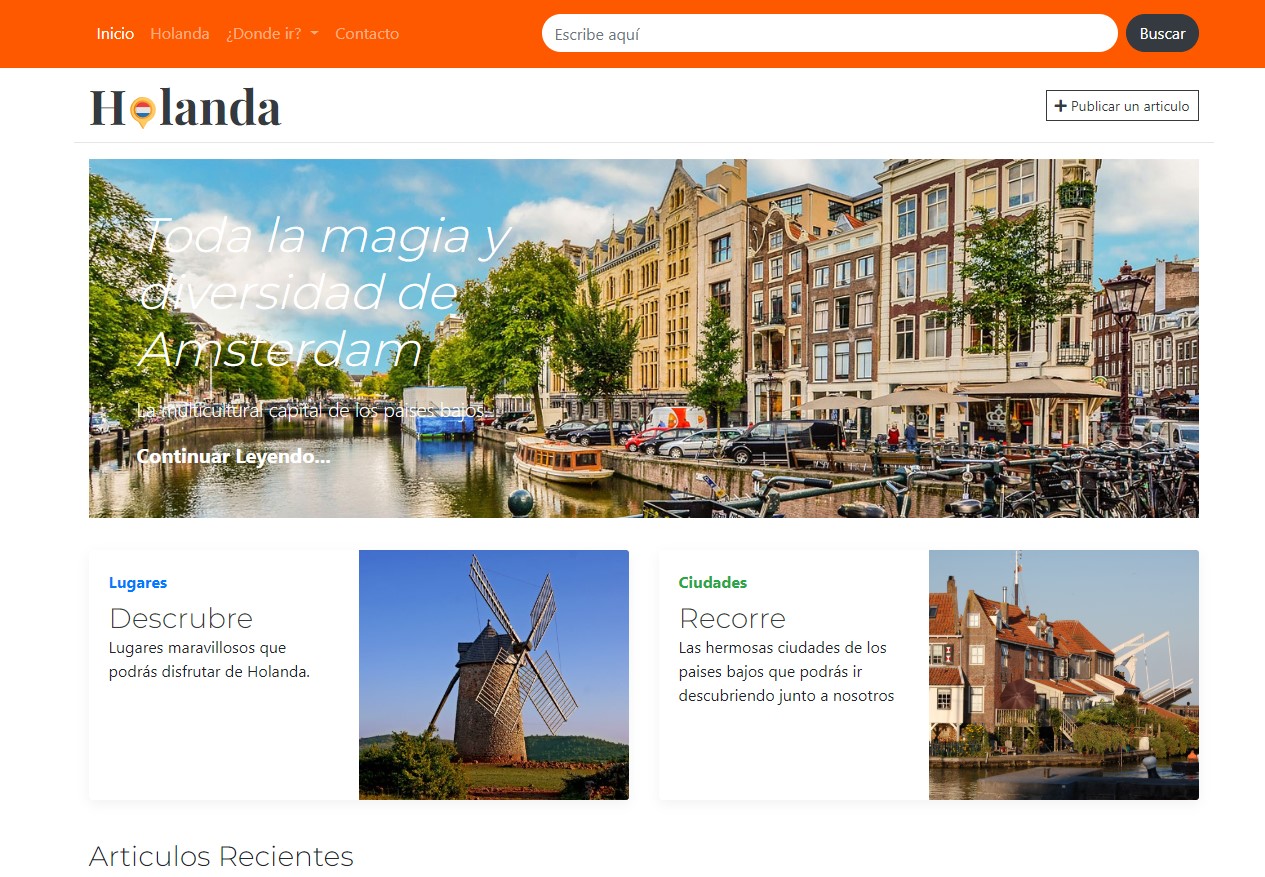 Inicio Holanda ¿Donde ir? Contacto Escribe aquí Buscar
Holanda
Publicar un articulo
Toda la magia y
diversidad de
Amsterdam
La multicultural capital de los paises bajos..
Continuar Leyendo...
Lugares
Descrubre
Lugares maravillosos que
podrás disfrutar de Holanda.
Ciudades
Recorre
Las hermosas ciudades de los
paises bajos que podrás ir
descubriendo junto a nosotros
Articulos Recientes